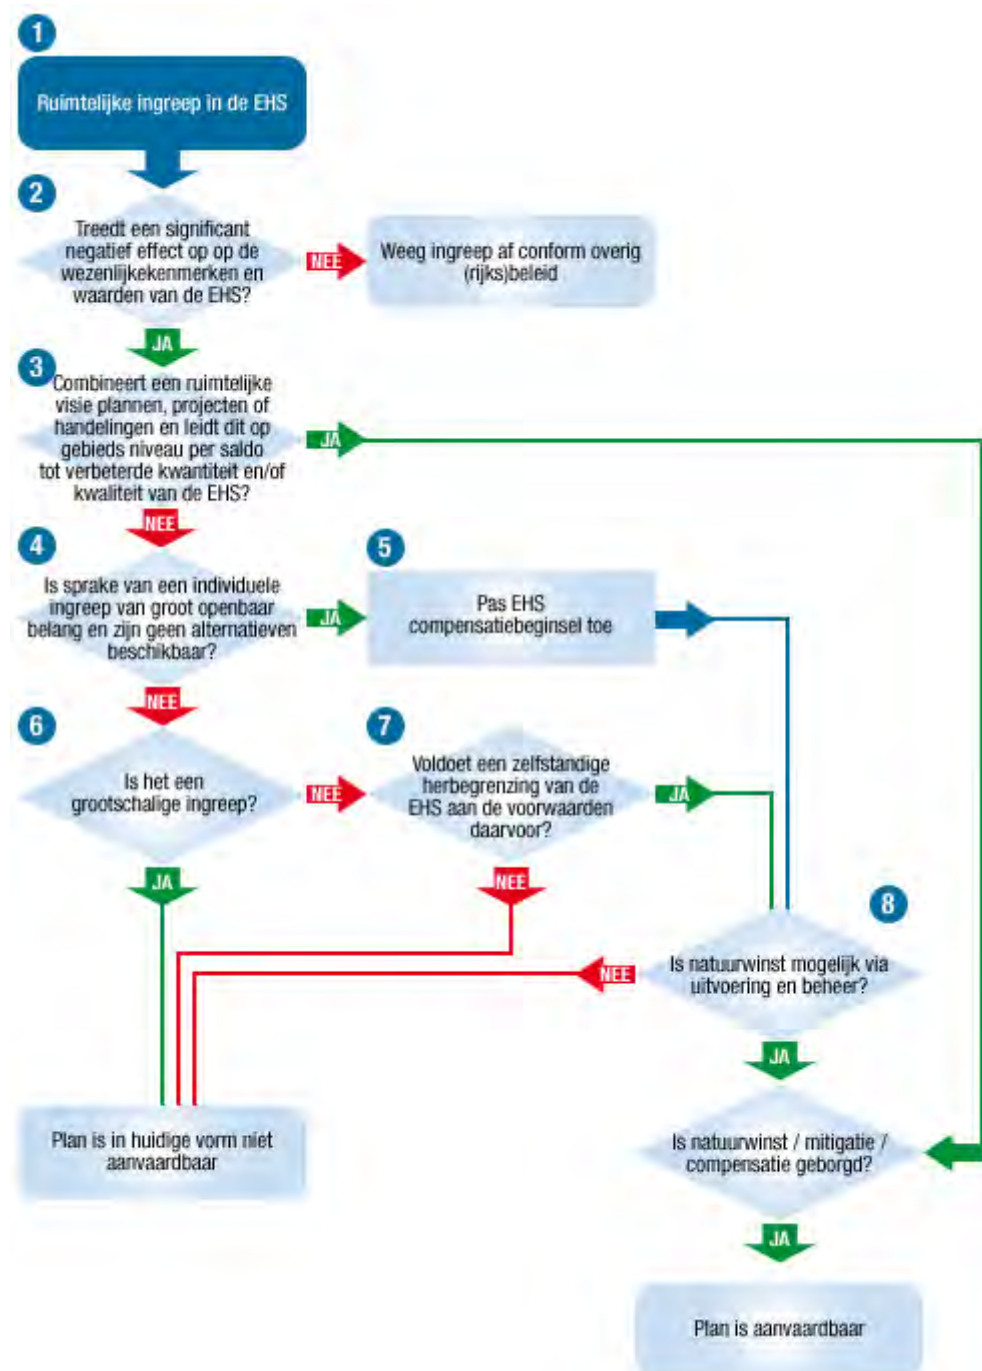 1
Ruimtelijke ingreep in de EHS
2
Treedt een significant
negatief effect op op de
wezenlijkekenmerken en
waarden van de EHS?
NEE
Weeg ingreep af conform overig
(rijks)beleid
JA
3
Combineert een ruimtelijke
visie plannen, projecten of
handelingen en leidt dit op
gebieds niveau per saldo
tot verbeterde kwantiteit en/of
kwaliteit van de EHS?
JA
NEE
4
Is sprake van een individuele
ingreep van groot openbaar
belang en zijn geen alternatieven
beschikbaar?
JA
5
Pas EHS
compensatiebeginsel toe
NEE
6
Is het een
grootschalige ingreep?
NEE
7
Voldoet een zelfstandige
herbegrenzing van de
EHS aan de voorwaarden
daarvoor?
JA
JA
NEE
8
Is natuurwinst mogelijk via
uitvoering en beheer?
NEE
JA
Plan is in huidige vorm niet
aanvaardbaar
Is natuurwinst / mitigatie /
compensatie geborgd?
JA
Plan is aanvaardbaar